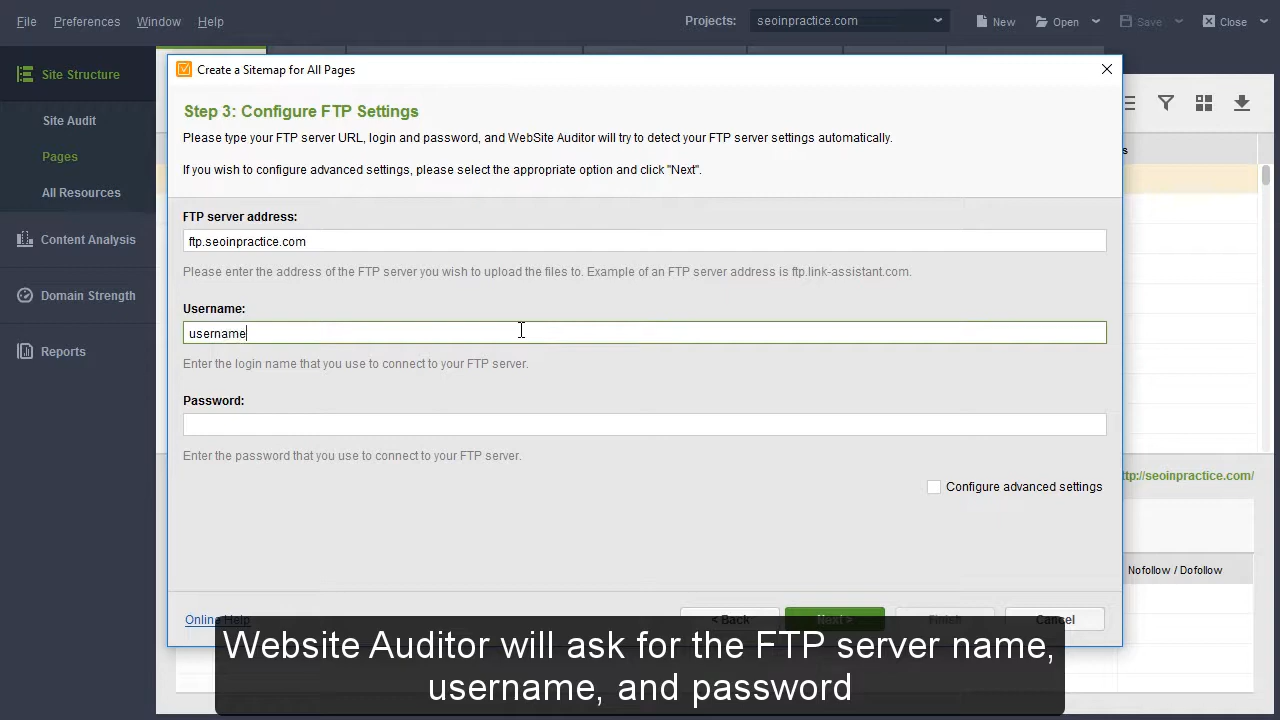 File Preferences Window Help Projects: seoinpractice.com New Open Save Close
Site Structure
Site Audit
Pages
All Resources
Content Analysis
Domain Strength
Reports
Create a Sitemap for All Pages
Step 3: Configure FTP Settings
Please type your FTP server URL, login and password, and WebSite Auditor will try to detect your FTP server settings automatically.
If you wish to configure advanced settings, please select the appropriate option and click "Next".
FTP server address:
ftp.seoinpractice.com
Please enter the address of the FTP server you wish to upload the files to. Example of an FTP server address is ftp.link-assistant.com.
Username:
username
Enter the login name that you use to connect to your FTP server.
Password:
Enter the password that you use to connect to your FTP server.
Configure advanced settings
Online Help < Back Next > Finish Cancel
ttp://seoinpractice.com/
Nofollow / Dofollow
Website Auditor will ask for the FTP server name,
username, and password